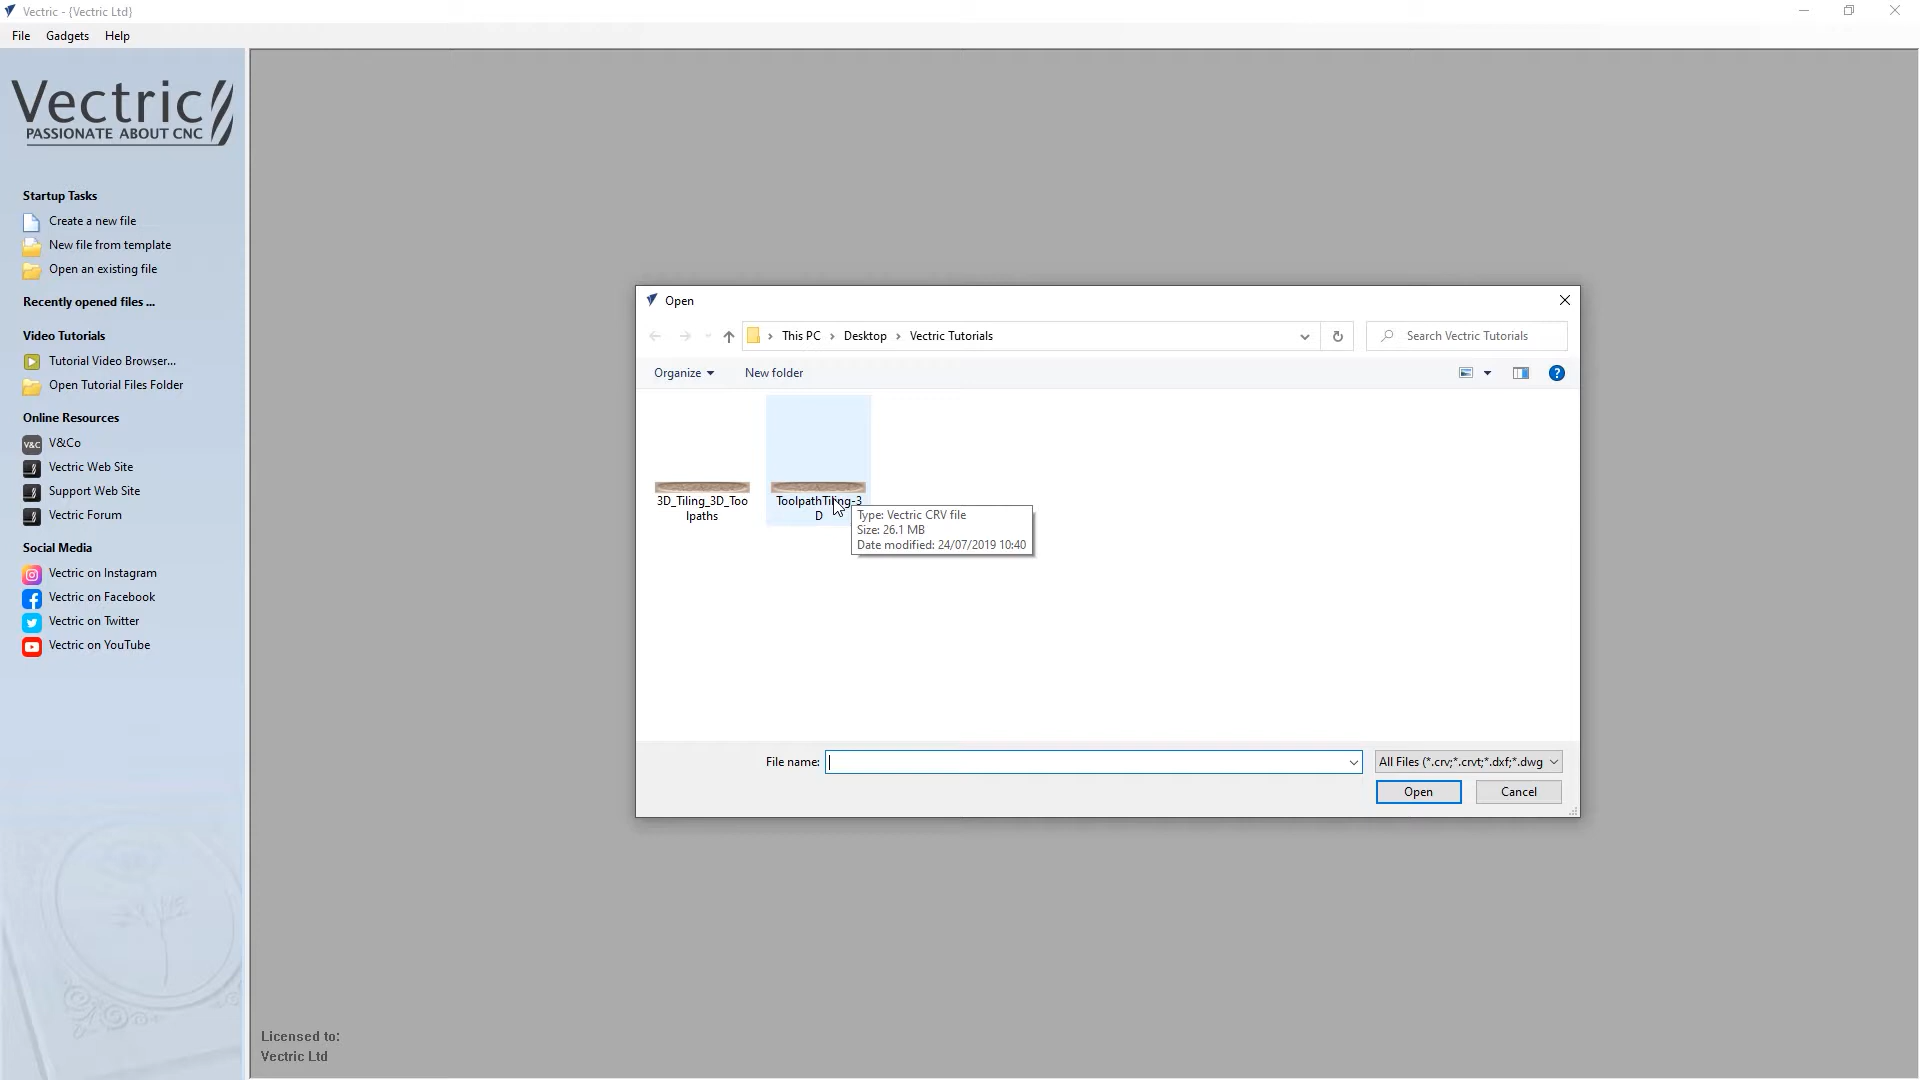 Vectric - {Vectric Ltd}
File Gadgets Help
Vectric
PASSIONATE ABOUT CNC
Startup Tasks
Create a new file
New file from template
Open an existing file
Recently opened files ...
Video Tutorials
Tutorial Video Browser...
Open Tutorial Files Folder
Online Resources
V&C V&Co
Vectric Web Site
Support Web Site
Vectric Forum
Social Media
Vectric on Instagram
Vectric on Facebook
Vectric on Twitter
Vectric on YouTube
Open
This PC > Desktop > Vectric Tutorials
Search Vectric Tutorials
Organize New folder
3D_Tiling_3D_Too
lpaths
ToolpathTiling-3
D
Type: Vectric CRV file
Size: 26.1 MB
Date modified: 24/07/2019 10:40
File name:
All Files (*.crv;*.crvt;*.dxf;*.dwg
Open Cancel
Licensed to:
Vectric Ltd